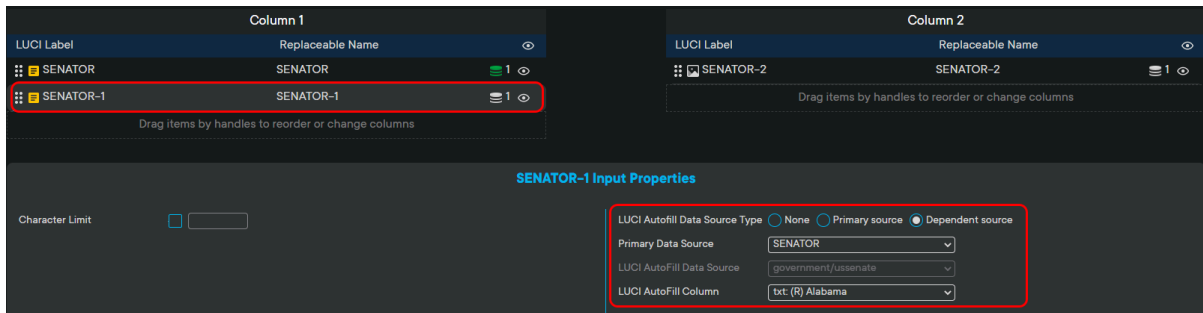 Column 1
LUCI Label Replaceable Name
SENATOR SENATOR 1
SENATOR-1 SENATOR-1 1
Drag items by handles to reorder or change columns
Column 2
LUCI Label Replaceable Name
SENATOR-2 SENATOR-2 1
Drag items by handles to reorder or change columns
SENATOR-1 Input Properties
Character Limit
LUCI Autofill Data Source Type None Primary source Dependent source
Primary Data Source SENATOR
LUCI AutoFill Data Source government/ussenate
LUCI AutoFill Column txt: (R) Alabama